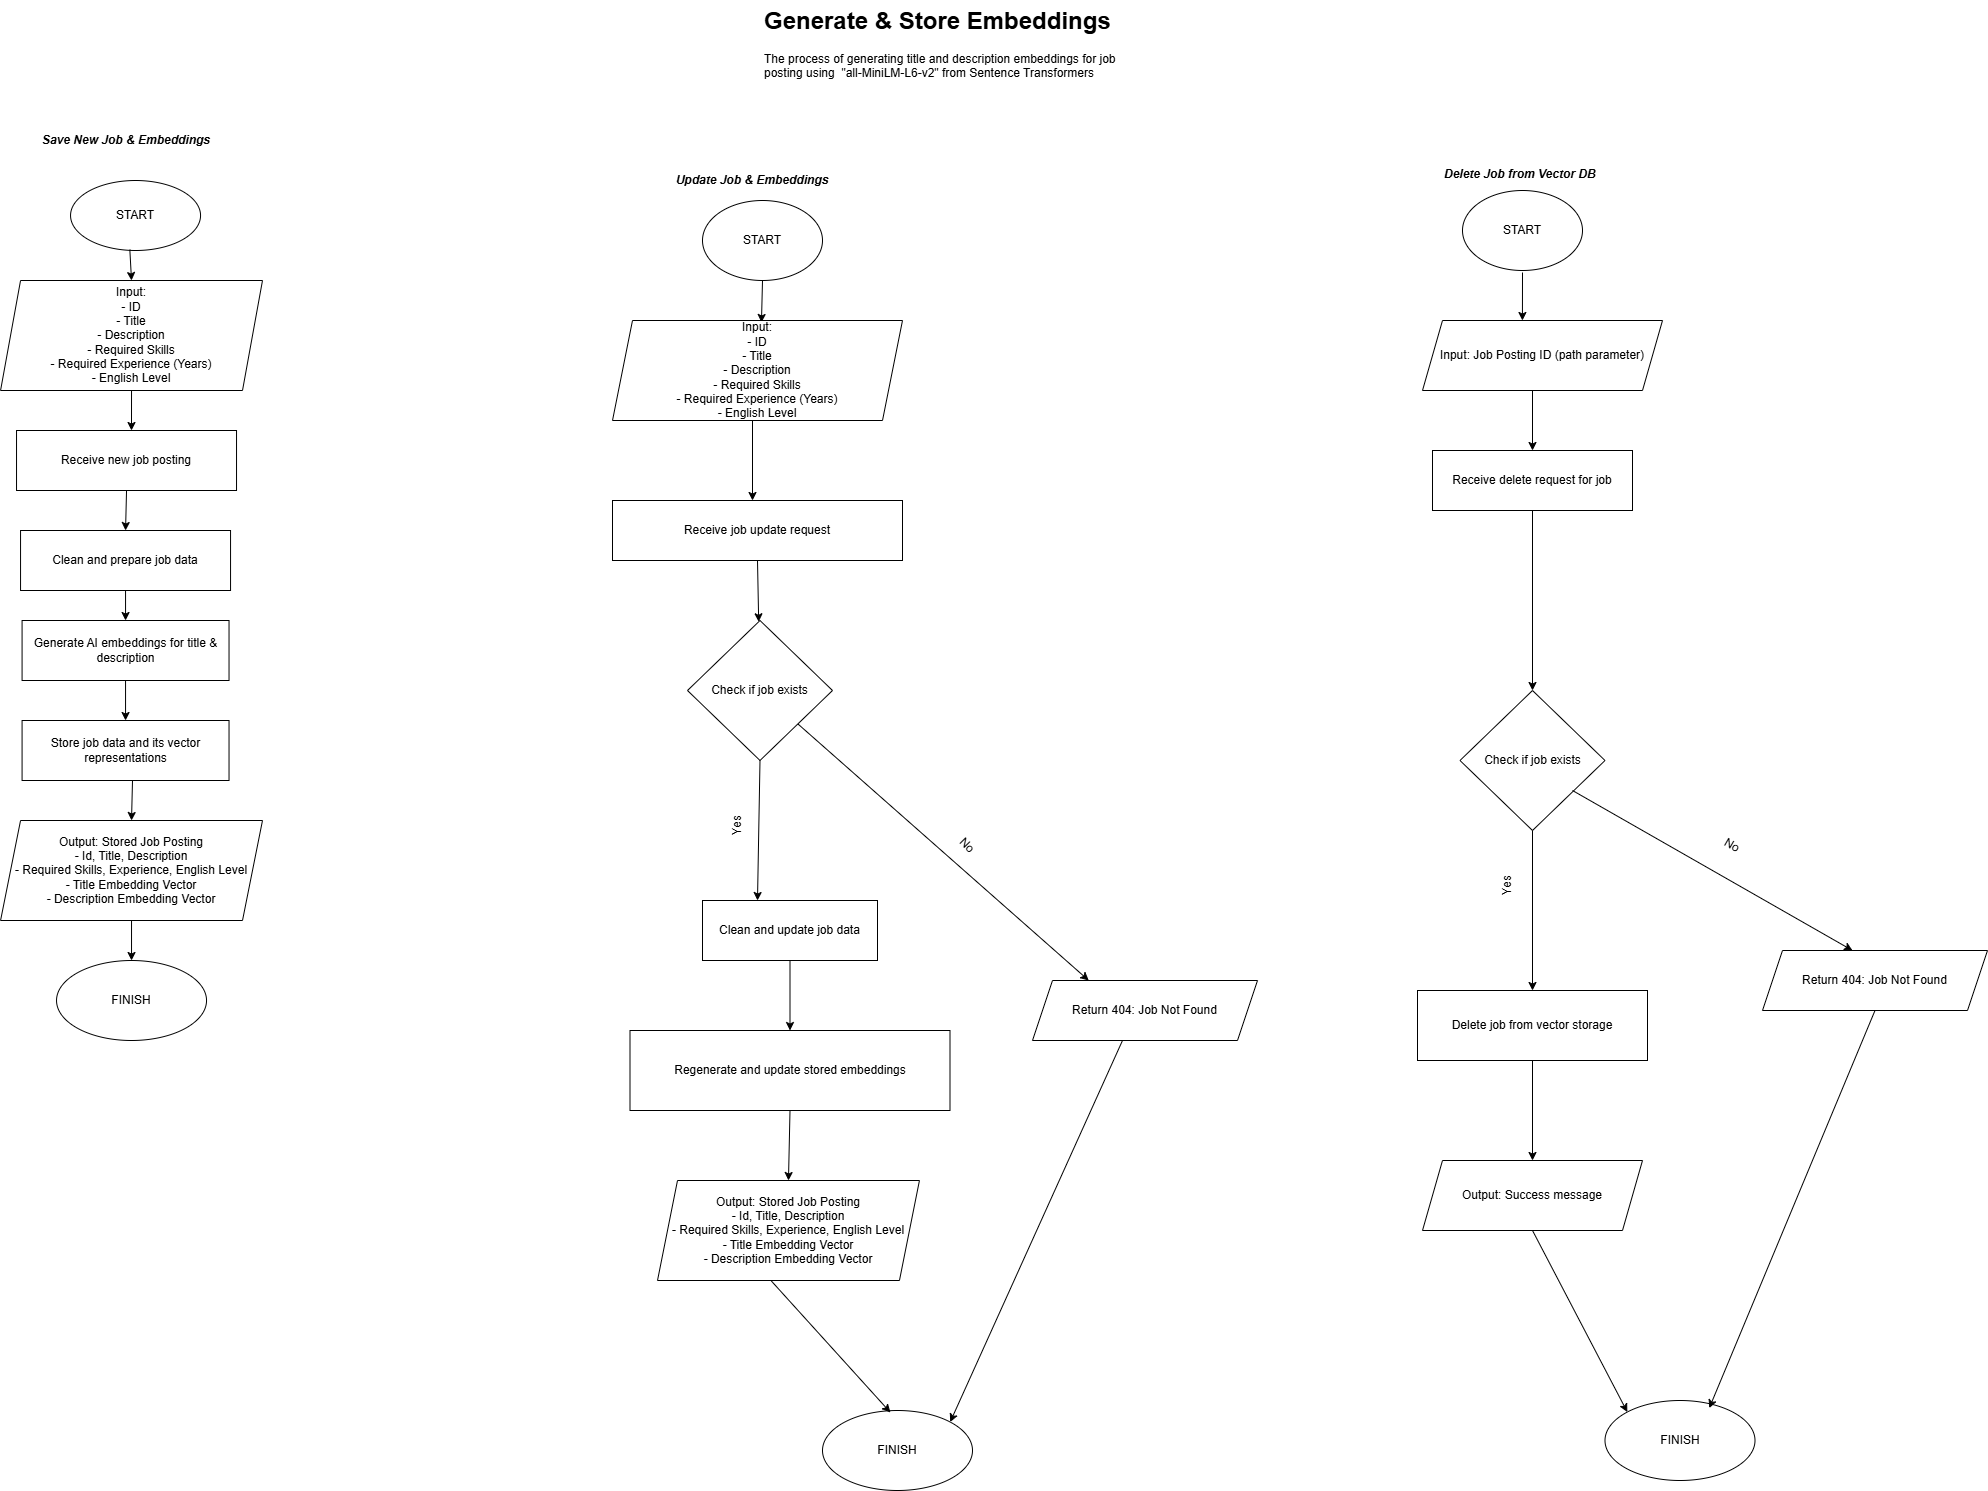 Generate & Store Embeddings
The process of generating title and description embeddings for job
posting using  "all-MiniLM-L6-v2" from Sentence Transformers
Save New Job & Embeddings
START
Input:
- ID
- Title
- Description
- Required Skills
- Required Experience (Years)
- English Level
Receive new job posting
Clean and prepare job data
Generate AI embeddings for title &
description
Store job data and its vector
representations
Output: Stored Job Posting
- Id, Title, Description
- Required Skills, Experience, English Level
- Title Embedding Vector
- Description Embedding Vector
FINISH
Update Job & Embeddings
START
Input:
- ID
- Title
- Description
- Required Skills
- Required Experience (Years)
- English Level
Receive job update request
Check if job exists
Yes
No
Clean and update job data
Return 404: Job Not Found
Regenerate and update stored embeddings
Output: Stored Job Posting
- Id, Title, Description
- Required Skills, Experience, English Level
- Title Embedding Vector
- Description Embedding Vector
FINISH
Delete Job from Vector DB
START
Input: Job Posting ID (path parameter)
Receive delete request for job
Check if job exists
No
Yes
Return 404: Job Not Found
Delete job from vector storage
Output: Success message
FINISH